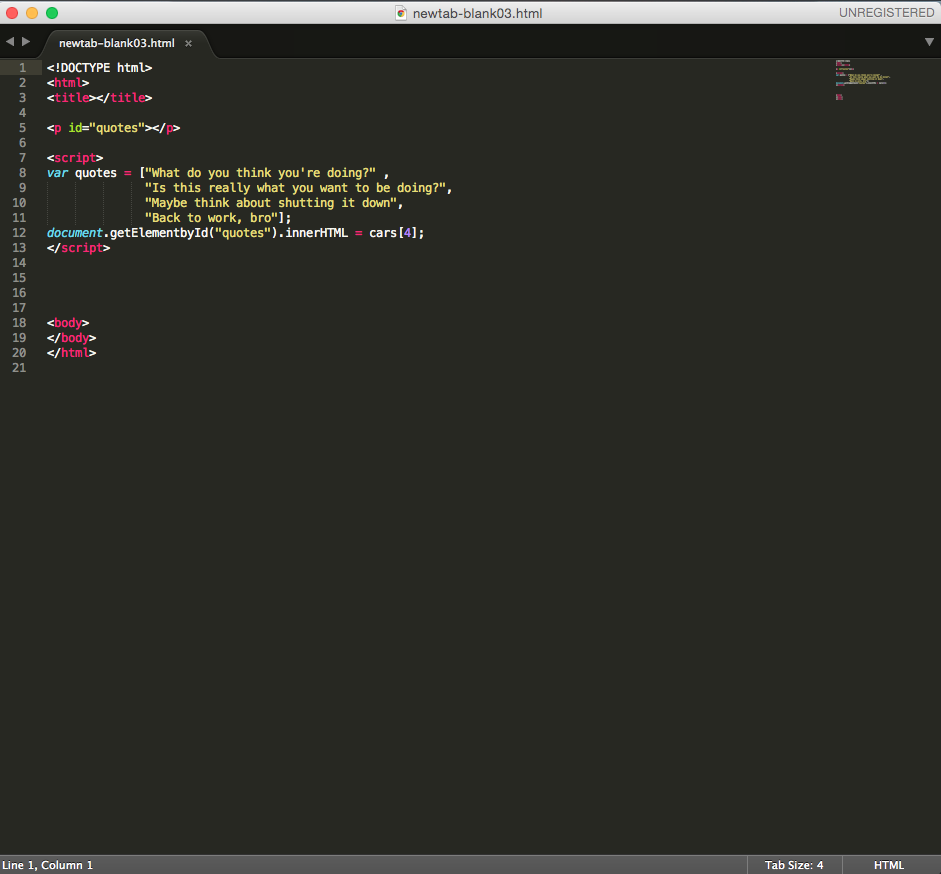 newtab-blank03.html
UNREGISTERED
newtab-blank03.html ×
1 <!DOCTYPE html>
2 <html>
3 <title></title>
4
5 <p id="quotes"></p>
6
7 <script>
8 var quotes = ["What do you think you're doing?" ,
9 "Is this really what you want to be doing?",
10 "Maybe think about shutting it down",
11 "Back to work, bro"];
12 document.getElementbyId("quotes").innerHTML = cars[4];
13 </script>
14
15
16
17
18 <body>
19 </body>
20 </html>
21
Line 1, Column 1
Tab Size: 4
HTML